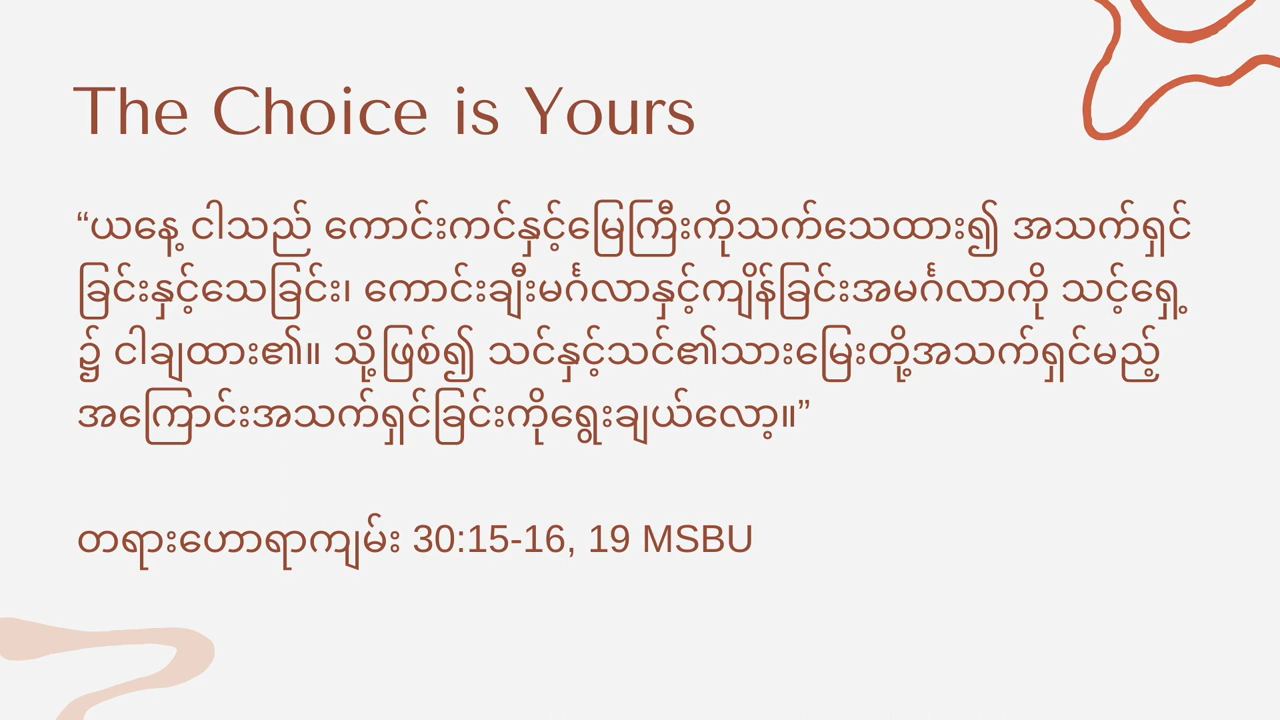 The Choice is Yours
“ယနေ့ ငါသည် ကောင်းကင်နှင့်မြေကြီးကိုသက်သေထား၍ အသက်ရှင်
ခြင်းနှင့်သေခြင်း၊ ကောင်းချီးမင်္ဂလာနှင့်ကျိန်ခြင်းအမင်္ဂလာကို သင့်ရှေ့
၌ ငါချထား၏။ သို့ဖြစ်၍ သင်နှင့်သင်၏သားမြေးတို့အသက်ရှင်မည့်
အကြောင်းအသက်ရှင်ခြင်းကိုရွေးချယ်လော့။”
တရားဟောရာကျမ်း 30:15-16, 19 MSBU